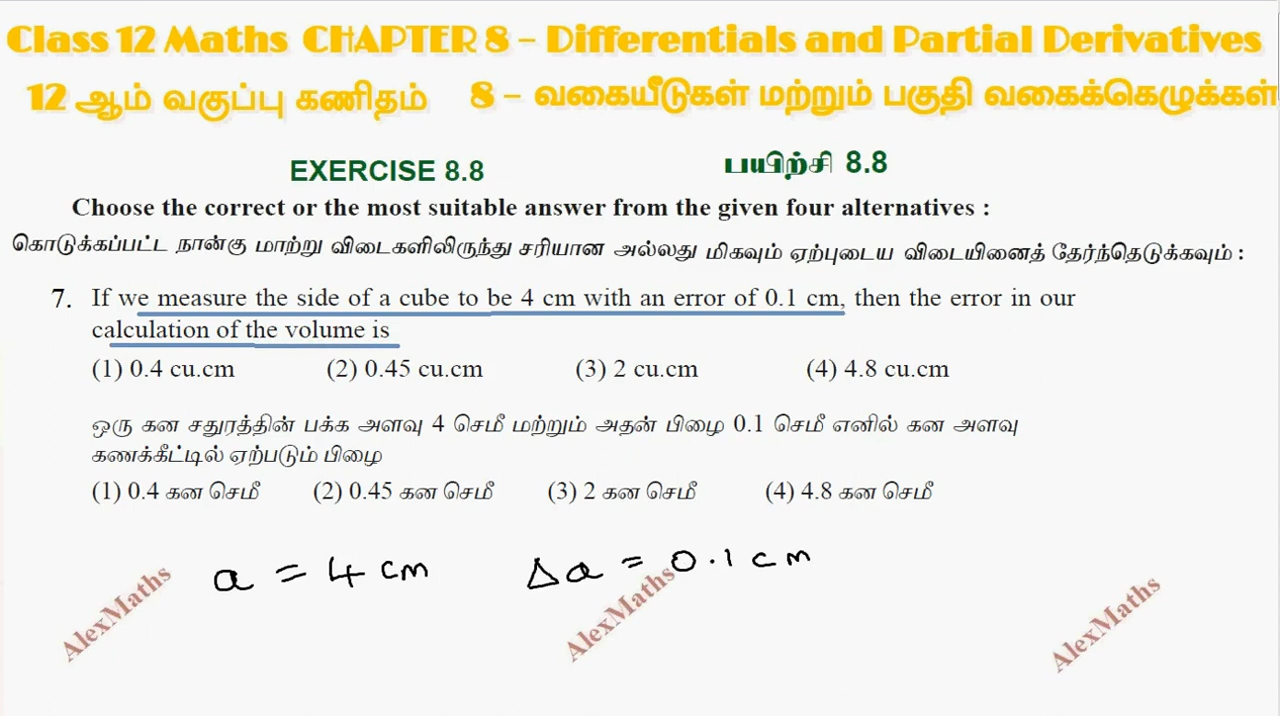 Class 12 Maths CHAPTER 8 – Differentials and Partial Derivatives
12 ஆம் வகுப்பு கணிதம் 8 – வகையீடுகள் மற்றும் பகுதி வகைக்கெழுக்கள்
EXERCISE 8.8 பயிற்சி 8.8
Choose the correct or the most suitable answer from the given four alternatives :
கொடுக்கப்பட்ட நான்கு மாற்று விடைகளிலிருந்து சரியான அல்லது மிகவும் ஏற்புடைய விடையினைத் தேர்ந்தெடுக்கவும் :
7. If we measure the side of a cube to be 4 cm with an error of 0.1 cm, then the error in our
calculation of the volume is
(1) 0.4 cu.cm (2) 0.45 cu.cm (3) 2 cu.cm (4) 4.8 cu.cm
ஒரு கன சதுரத்தின் பக்க அளவு 4 செமீ மற்றும் அதன் பிழை 0.1 செமீ எனில் கன அளவு
கணக்கீட்டில் ஏற்படும் பிழை
(1) 0.4 கன செமீ (2) 0.45 கன செமீ (3) 2 கன செமீ (4) 4.8 கன செமீ
a = 4 cm Δa = 0.1 cm
AlexMaths AlexMaths AlexMaths